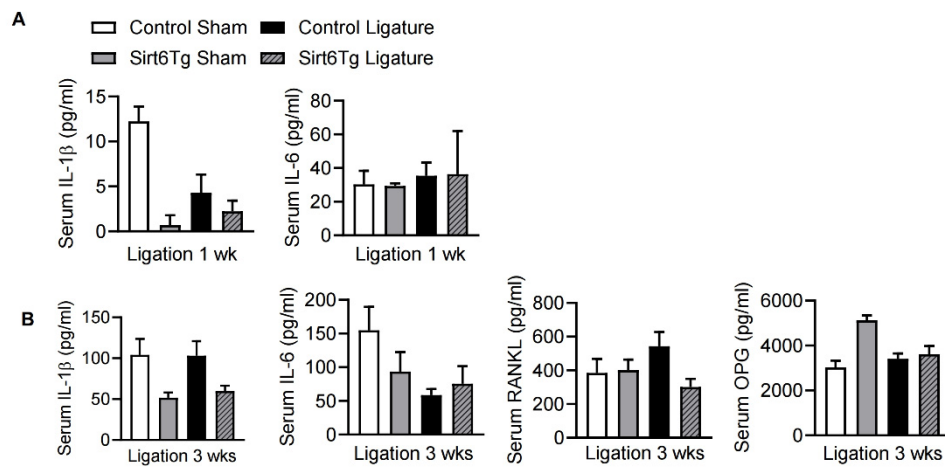 A
Control Sham Control Ligature
Sirt6Tg Sham Sirt6Tg Ligature
Serum IL-1β (pg/ml)
15
10
5
0
Ligation 1 wk
Serum IL-6 (pg/ml)
80
60
40
20
0
Ligation 1 wk
B
Serum IL-1β (pg/ml)
150
100
50
0
Ligation 3 wks
Serum IL-6 (pg/ml)
200
150
100
50
0
Ligation 3 wks
Serum RANKL (pg/ml)
800
600
400
200
0
Ligation 3 wks
Serum OPG (pg/ml)
6000
4000
2000
0
Ligation 3 wks